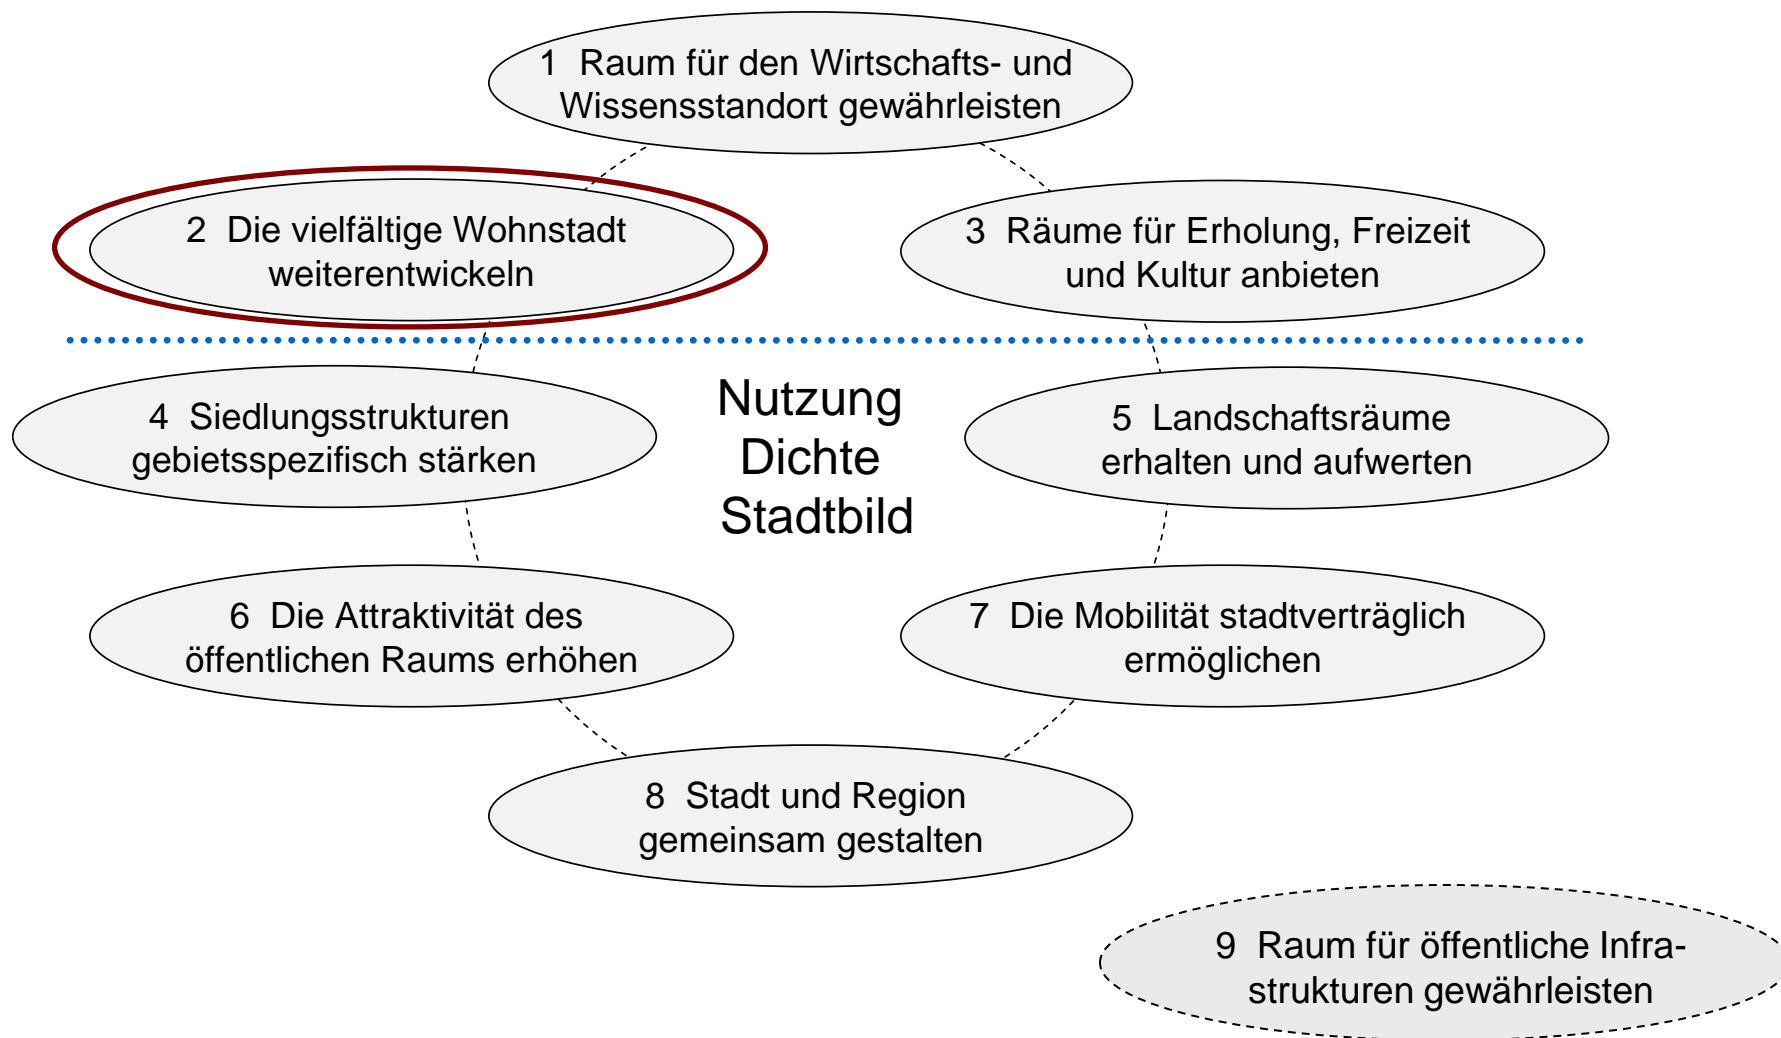 1 Raum für den Wirtschafts- und
Wissensstandort gewährleisten
2 Die vielfältige Wohnstadt
weiterentwickeln
3 Räume für Erholung, Freizeit
und Kultur anbieten
4 Siedlungsstrukturen
gebietsspezifisch stärken
Nutzung
Dichte
Stadtbild
5 Landschaftsräume
erhalten und aufwerten
6 Die Attraktivität des
öffentlichen Raums erhöhen
7 Die Mobilität stadtverträglich
ermöglichen
8 Stadt und Region
gemeinsam gestalten
9 Raum für öffentliche Infra-
strukturen gewährleisten